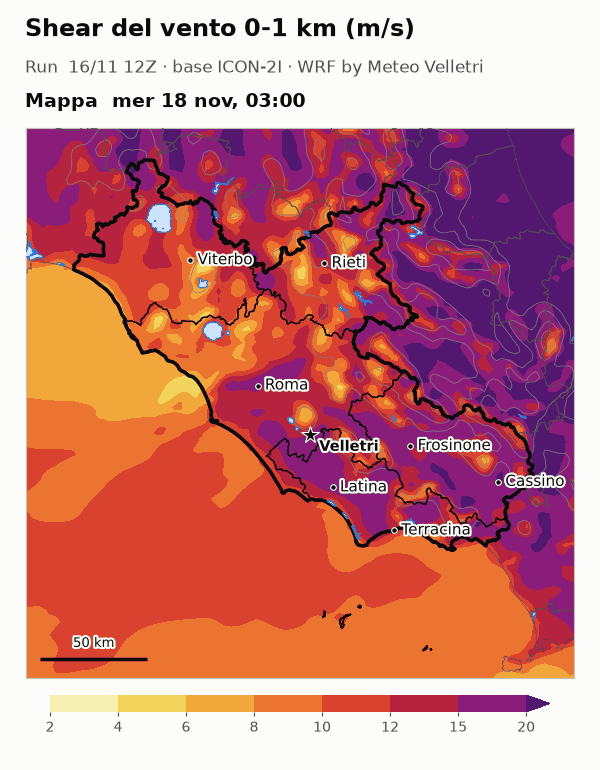 Shear del vento 0-1 km (m/s)
Run 16/11 12Z · base ICON-2I · WRF by Meteo Velletri
Mappa mer 18 nov, 03:00
Viterbo
Rieti
Roma
Velletri
Frosinone
Cassino
Latina
Terracina
50 km
2 4 6 8 10 12 15 20